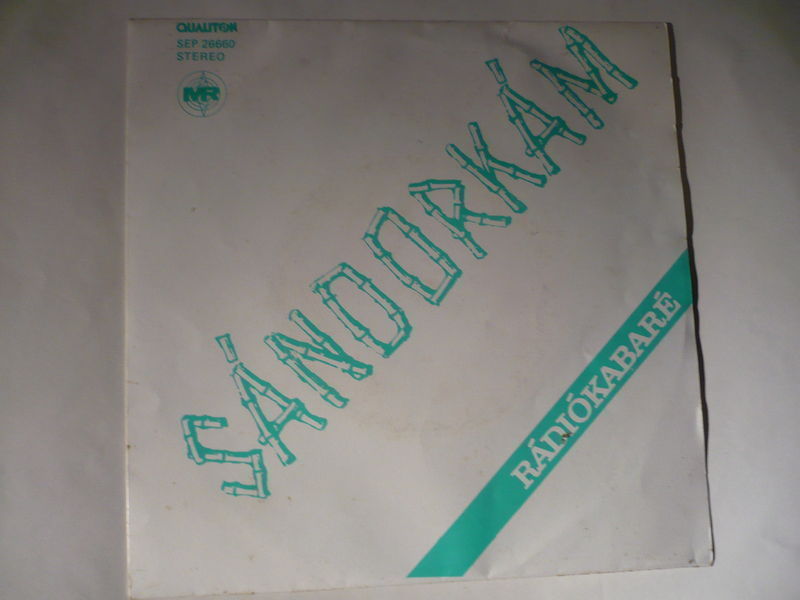 QUALITON
SEP 26660
STEREO
MR
SÁNDORKÁM
RÁDIÓKABARÉ